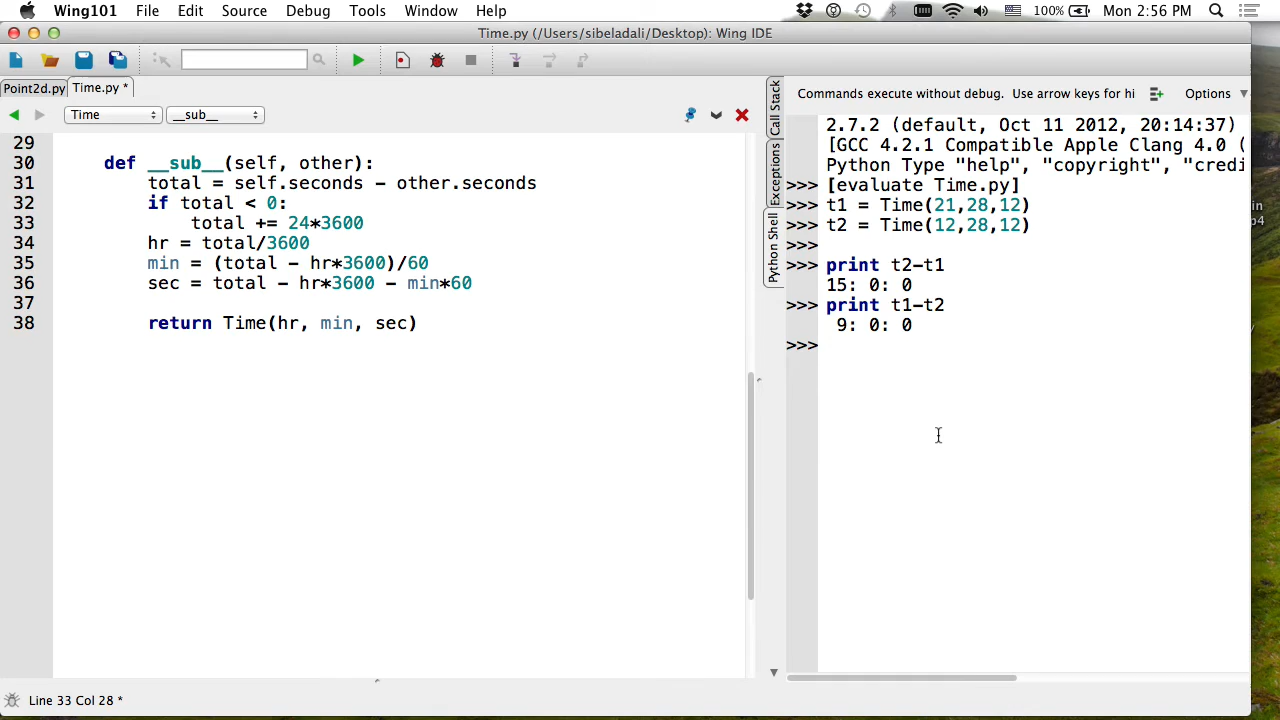 Wing101 File Edit Source Debug Tools Window Help 100% Mon 2:56 PM
Time.py (/Users/sibeladali/Desktop): Wing IDE
Point2d.py Time.py *
Time __sub__
29
30 def __sub__(self, other):
31 total = self.seconds - other.seconds
32 if total < 0:
33 total += 24*3600
34 hr = total/3600
35 min = (total - hr*3600)/60
36 sec = total - hr*3600 - min*60
37
38 return Time(hr, min, sec)
Line 33 Col 28 *
Call Stack
Exceptions
Python Shell
Commands execute without debug. Use arrow keys for hi Options
2.7.2 (default, Oct 11 2012, 20:14:37)
[GCC 4.2.1 Compatible Apple Clang 4.0 (
Python Type "help", "copyright", "credi
>>> [evaluate Time.py]
>>> t1 = Time(21,28,12)
>>> t2 = Time(12,28,12)
>>>
>>> print t2-t1
15: 0: 0
>>> print t1-t2
9: 0: 0
>>>